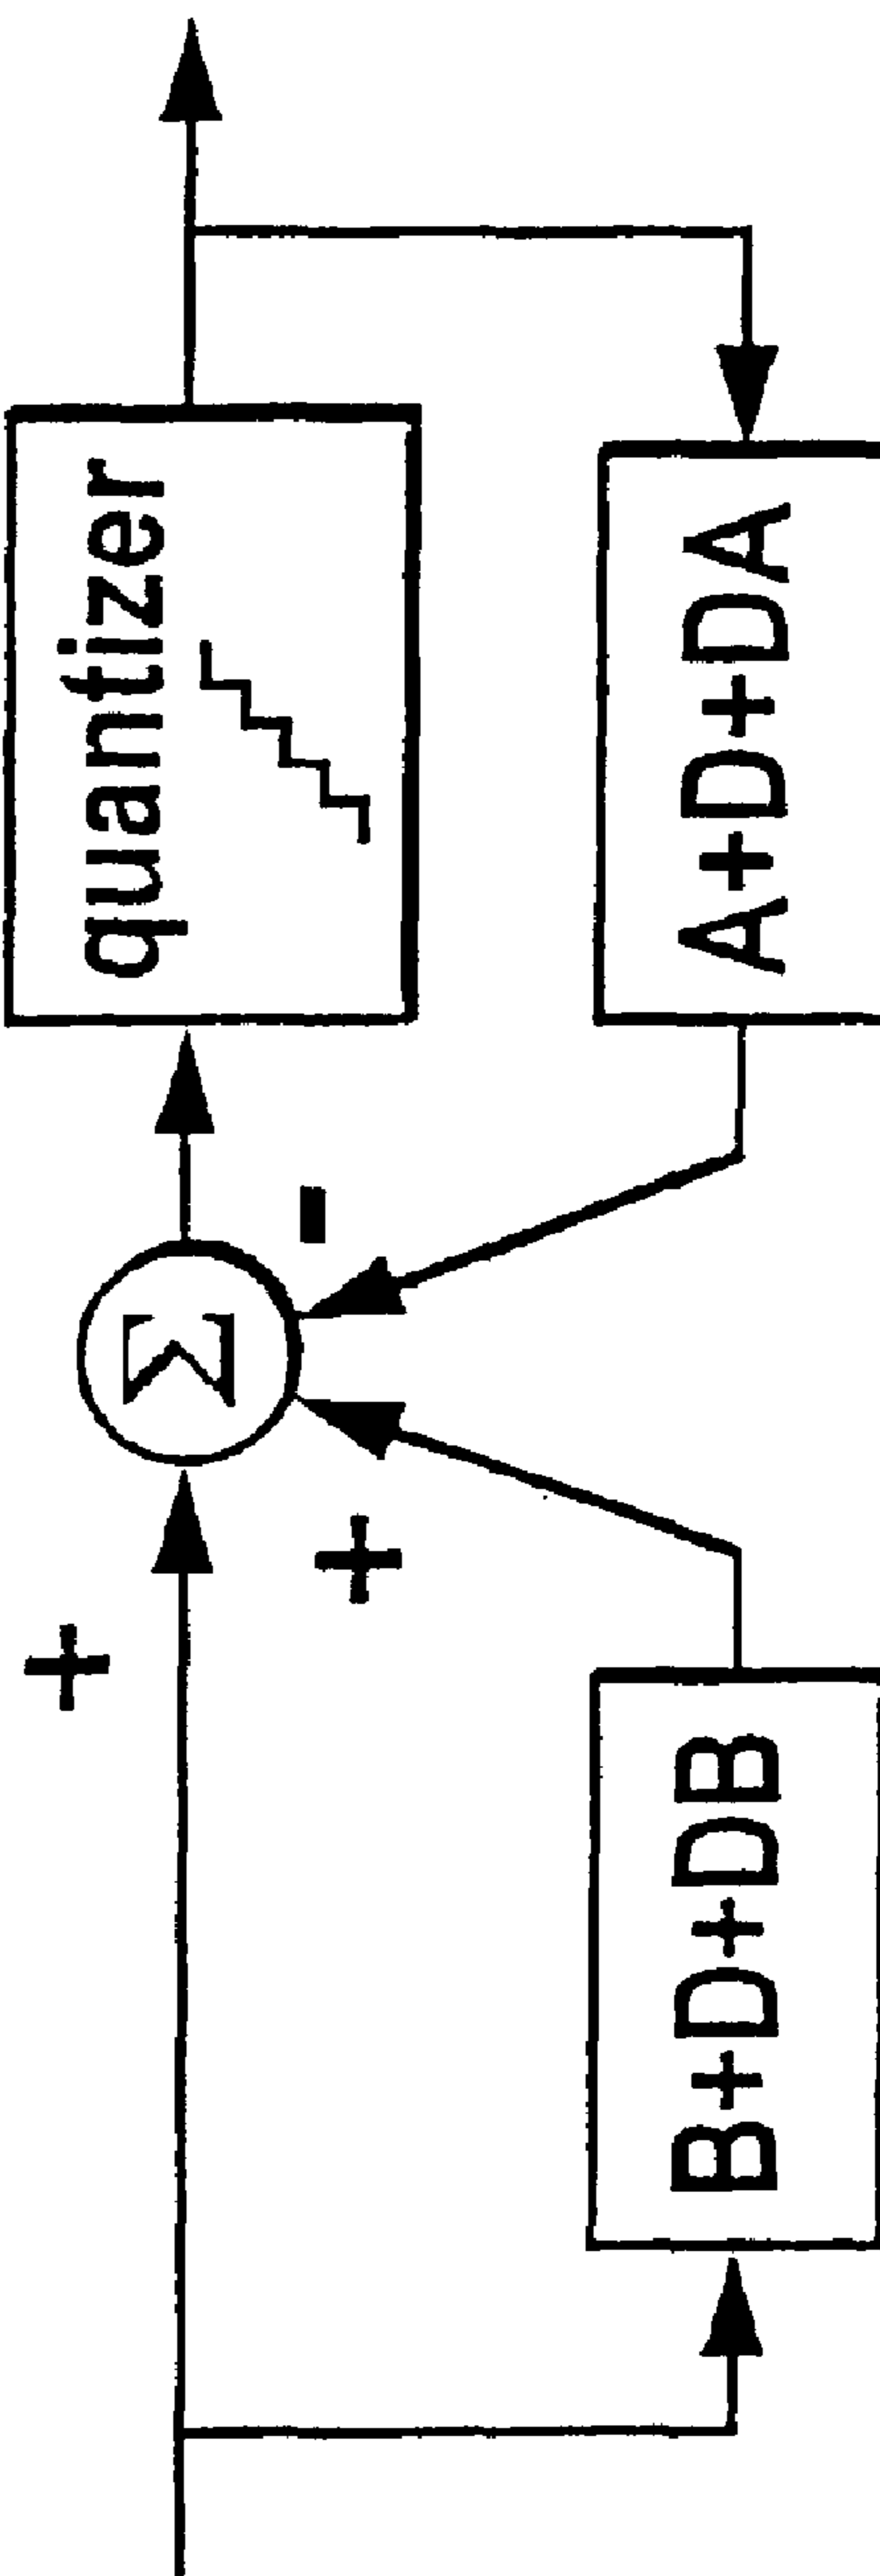 +
+
Σ
-
quantizer
B+D+DB
A+D+DA